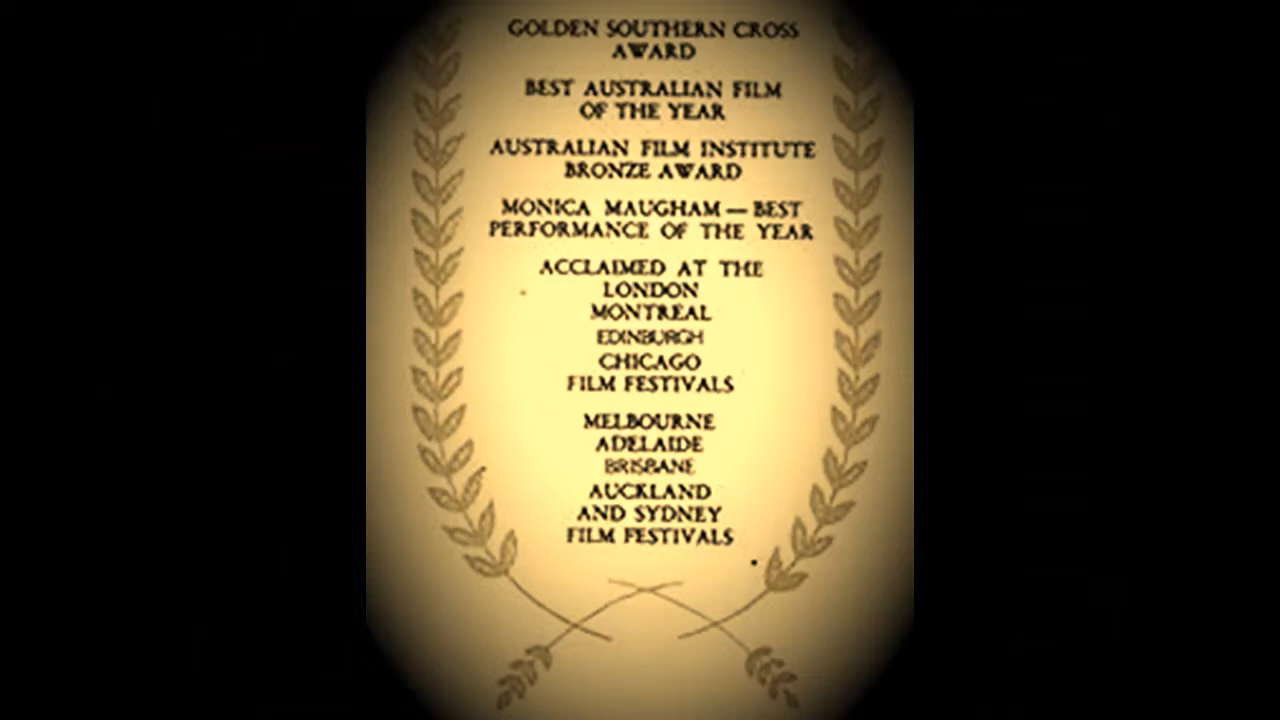 GOLDEN SOUTHERN CROSS
AWARD
BEST AUSTRALIAN FILM
OF THE YEAR
AUSTRALIAN FILM INSTITUTE
BRONZE AWARD
MONICA MAUGHAM — BEST
PERFORMANCE OF THE YEAR
ACCLAIMED AT THE
LONDON
MONTREAL
EDINBURGH
CHICAGO
FILM FESTIVALS
MELBOURNE
ADELAIDE
BRISBANE
AUCKLAND
AND SYDNEY
FILM FESTIVALS